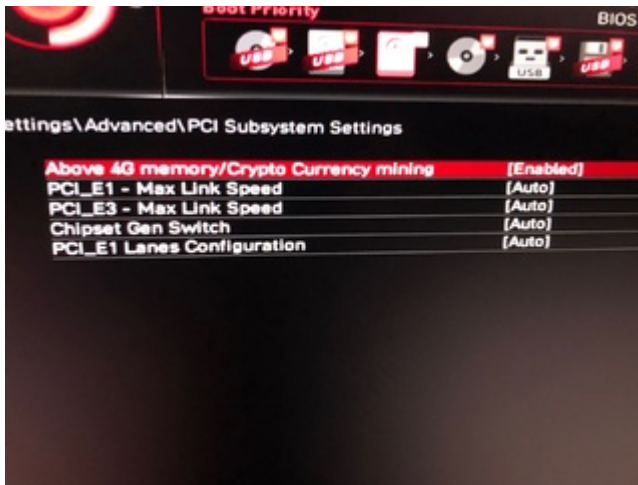 Boot Priority
BIOS
USB
USB
USB
USB
ettings\Advanced\PCI Subsystem Settings
Above 4G memory/Crypto Currency mining [Enabled]
PCI_E1 - Max Link Speed [Auto]
PCI_E3 - Max Link Speed [Auto]
Chipset Gen Switch [Auto]
PCI_E1 Lanes Configuration [Auto]